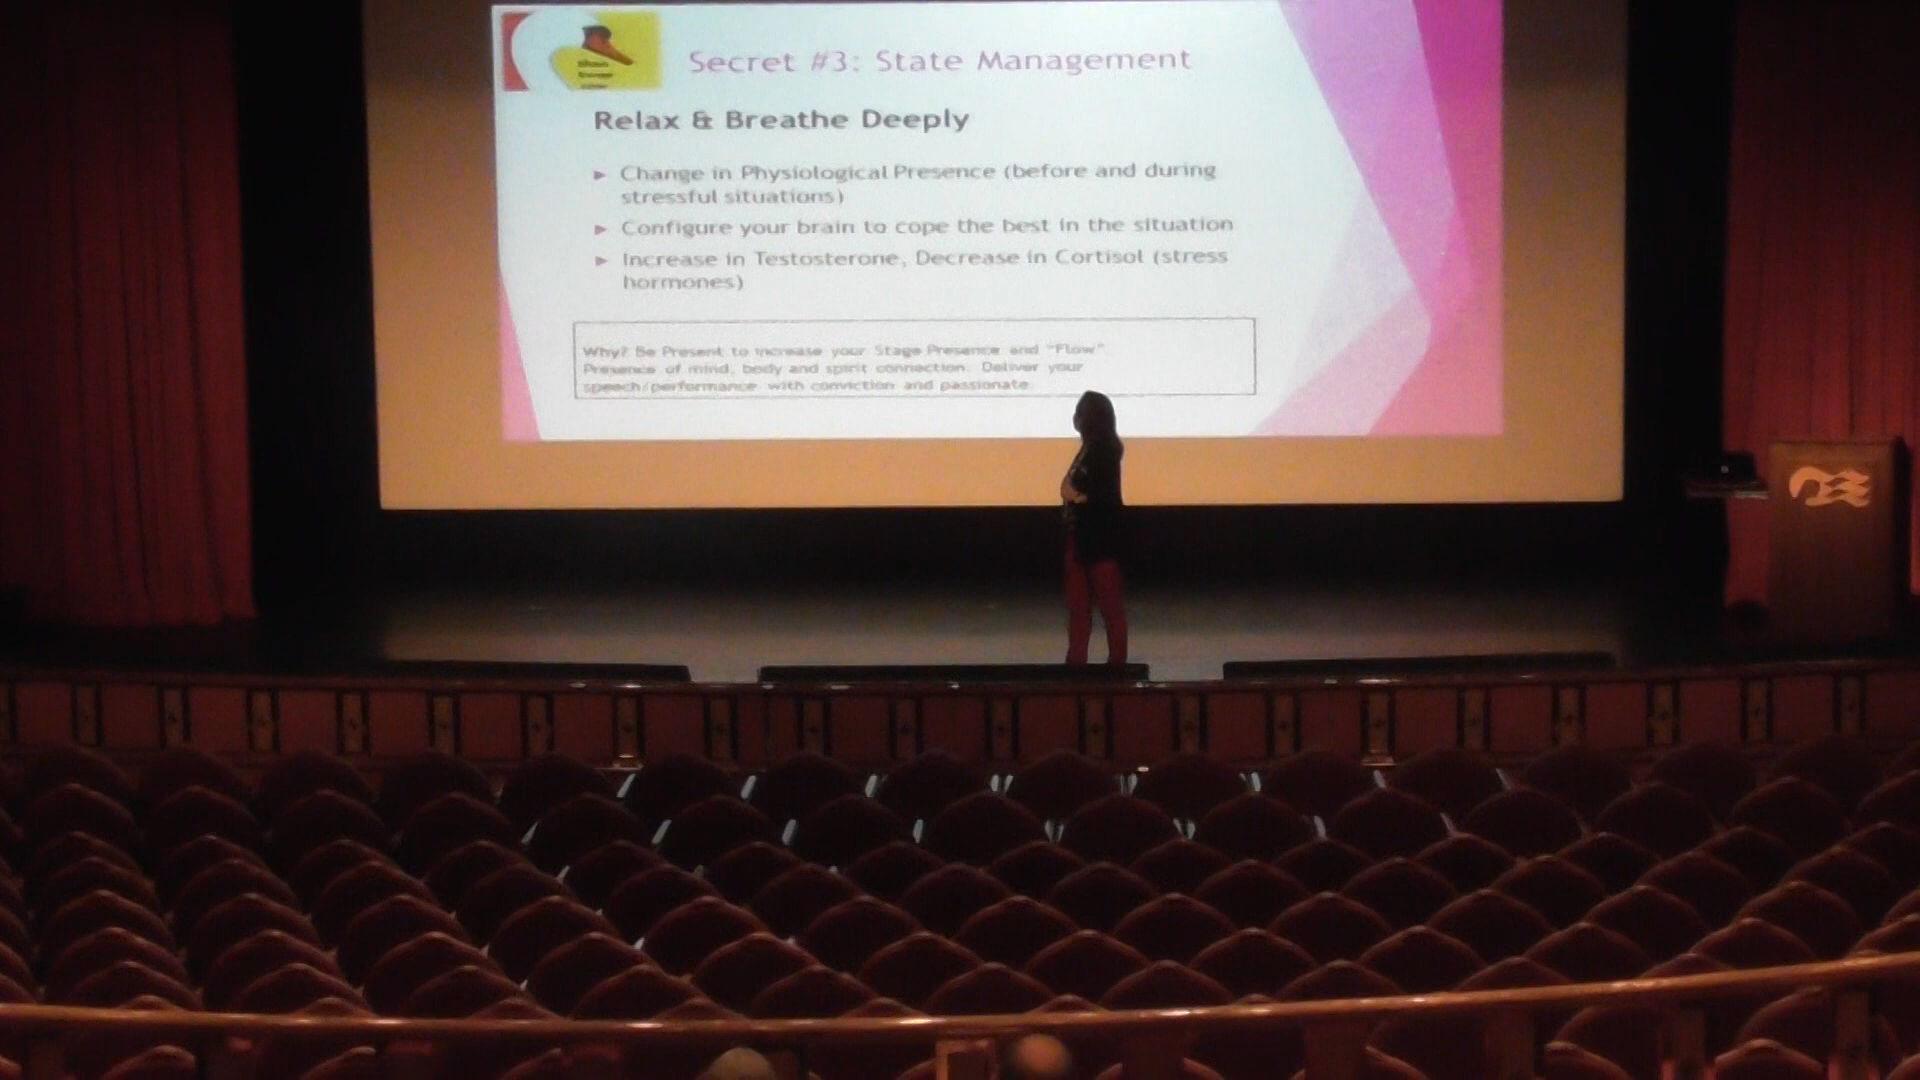 Secret #3: State Management
Relax & Breathe Deeply
Change in Physiological Presence (before and during
stressful situations)
Configure your brain to cope the best in the situation
Increase in Testosterone, Decrease in Cortisol (stress
hormones)
Why? Be Present to increase your Stage Presence and "Flow"
Presence of mind, body and spirit connection. Deliver your
speech/performance with conviction and passionate.